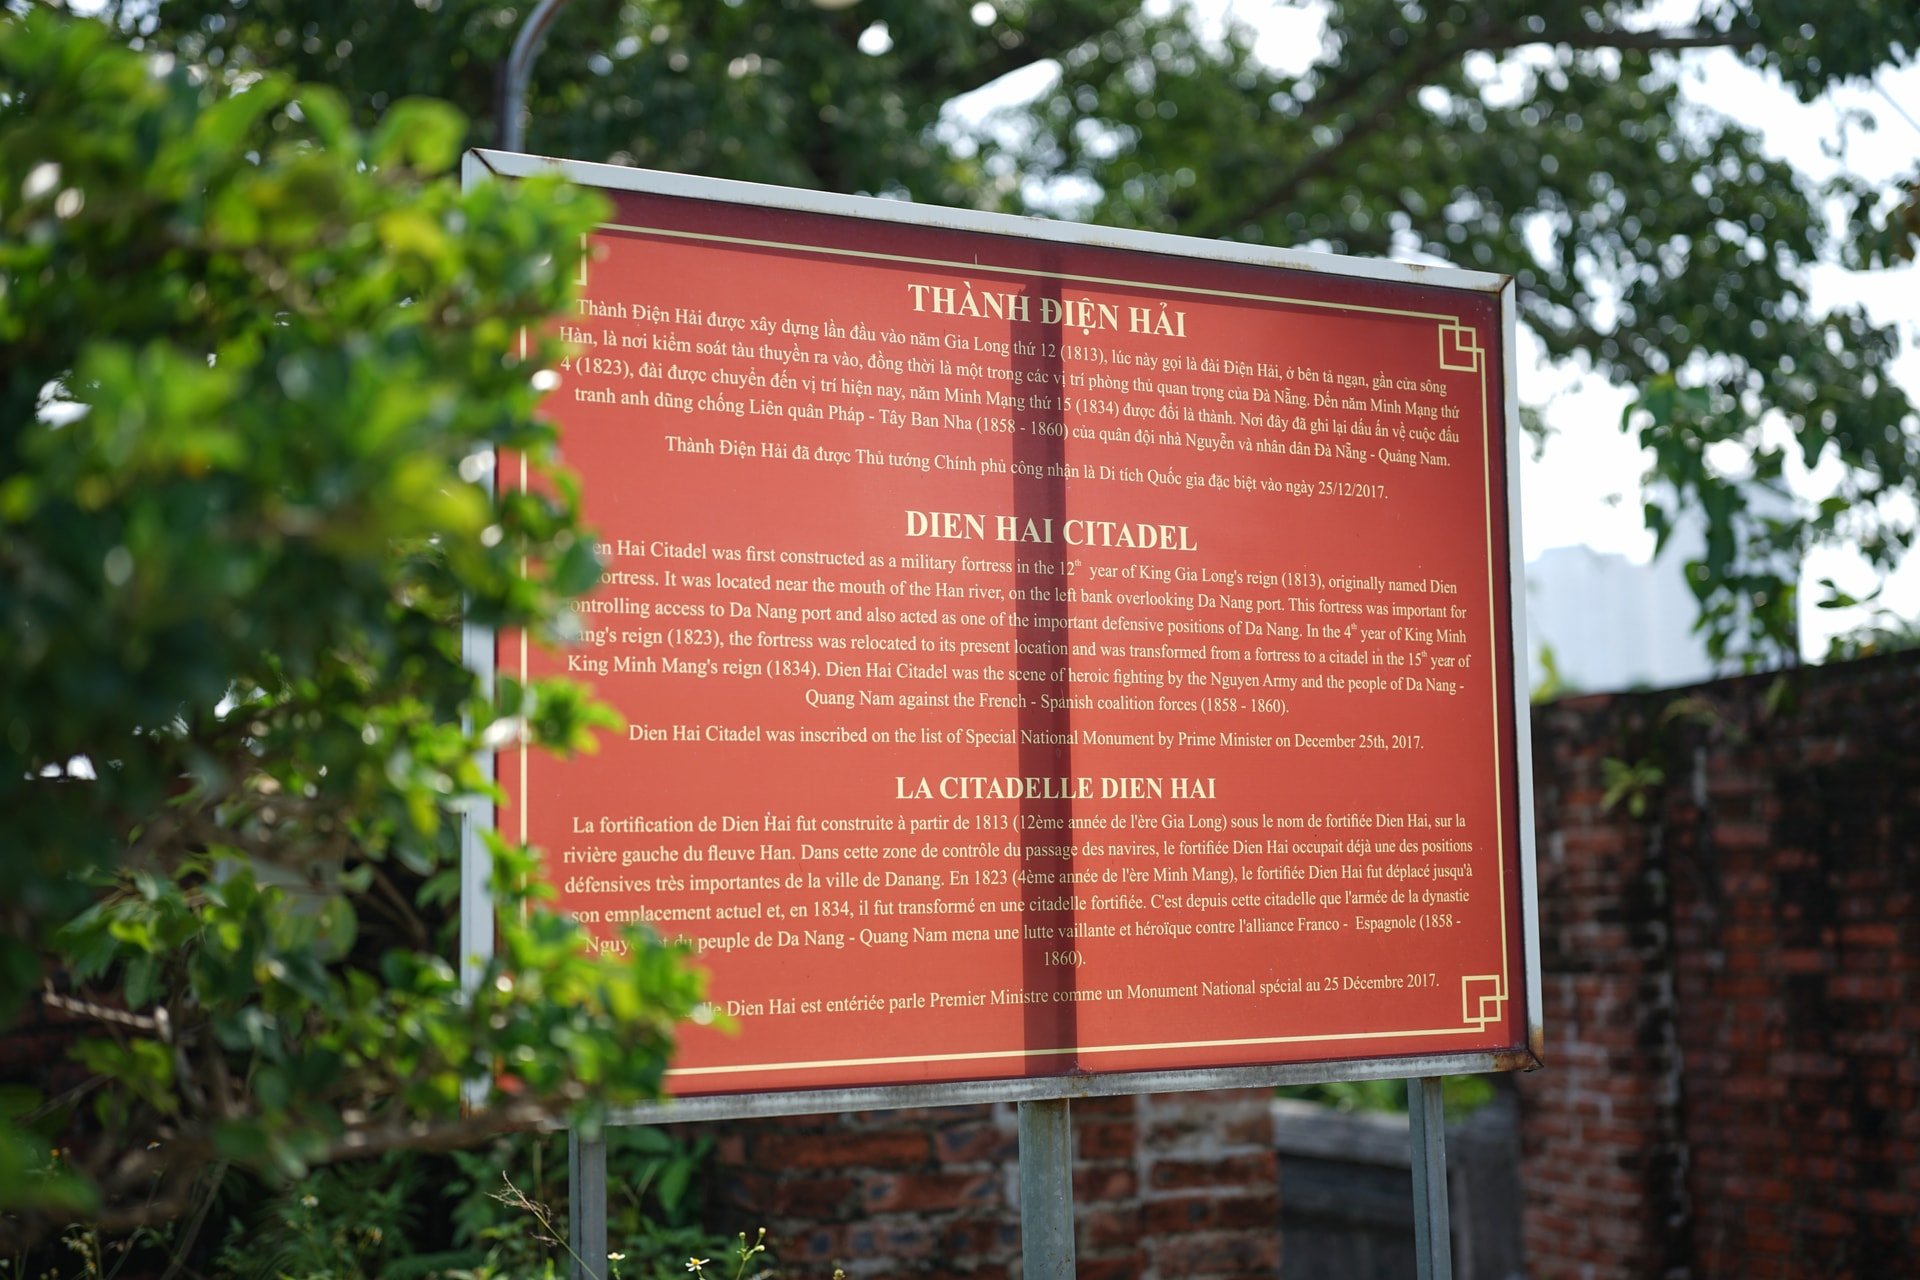 THÀNH ĐIỆN HẢI
Thành Điện Hải được xây dựng lần đầu vào năm Gia Long thứ 12 (1813), lúc này gọi là đài Điện Hải, ở bên tả ngạn, gần cửa sông
Hàn, là nơi kiểm soát tàu thuyền ra vào, đồng thời là một trong các vị trí phòng thủ quan trọng của Đà Nẵng. Đến năm Minh Mạng thứ
4 (1823), đài được chuyển đến vị trí hiện nay, năm Minh Mạng thứ 15 (1834) được đổi là thành. Nơi đây đã ghi lại dấu ấn về cuộc đấu
tranh anh dũng chống Liên quân Pháp - Tây Ban Nha (1858 - 1860) của quân đội nhà Nguyễn và nhân dân Đà Nẵng - Quảng Nam.
Thành Điện Hải đã được Thủ tướng Chính phủ công nhận là Di tích Quốc gia đặc biệt vào ngày 25/12/2017.
DIEN HAI CITADEL
Hai Citadel was first constructed as a military fortress in the 12th year of King Gia Long's reign (1813), originally named Dien
fortress. It was located near the mouth of the Han river, on the left bank overlooking Da Nang port. This fortress was important for
controlling access to Da Nang port and also acted as one of the important defensive positions of Da Nang. In the 4th year of King Minh
Mang's reign (1823), the fortress was relocated to its present location and was transformed from a fortress to a citadel in the 15th year of
King Minh Mang's reign (1834). Dien Hai Citadel was the scene of heroic fighting by the Nguyen Army and the people of Da Nang -
Quang Nam against the French - Spanish coalition forces (1858 - 1860).
Dien Hai Citadel was inscribed on the list of Special National Monument by Prime Minister on December 25th, 2017.
LA CITADELLE DIEN HAI
La fortification de Dien Hai fut construite à partir de 1813 (12ème année de l'ère Gia Long) sous le nom de fortifiée Dien Hai, sur la
rivière gauche du fleuve Han. Dans cette zone de contrôle du passage des navires, le fortifiée Dien Hai occupait déjà une des positions
défensives très importantes de la ville de Danang. En 1823 (4ème année de l'ère Minh Mang), le fortifiée Dien Hai fut déplacé jusqu'à
son emplacement actuel et, en 1834, il fut transformé en une citadelle fortifiée. C'est depuis cette citadelle que l'armée de la dynastie
et du peuple de Da Nang - Quang Nam mena une lutte vaillante et héroïque contre l'alliance Franco - Espagnole (1858 -
1860).
Dien Hai est entériée parle Premier Ministre comme un Monument National spécial au 25 Décembre 2017.